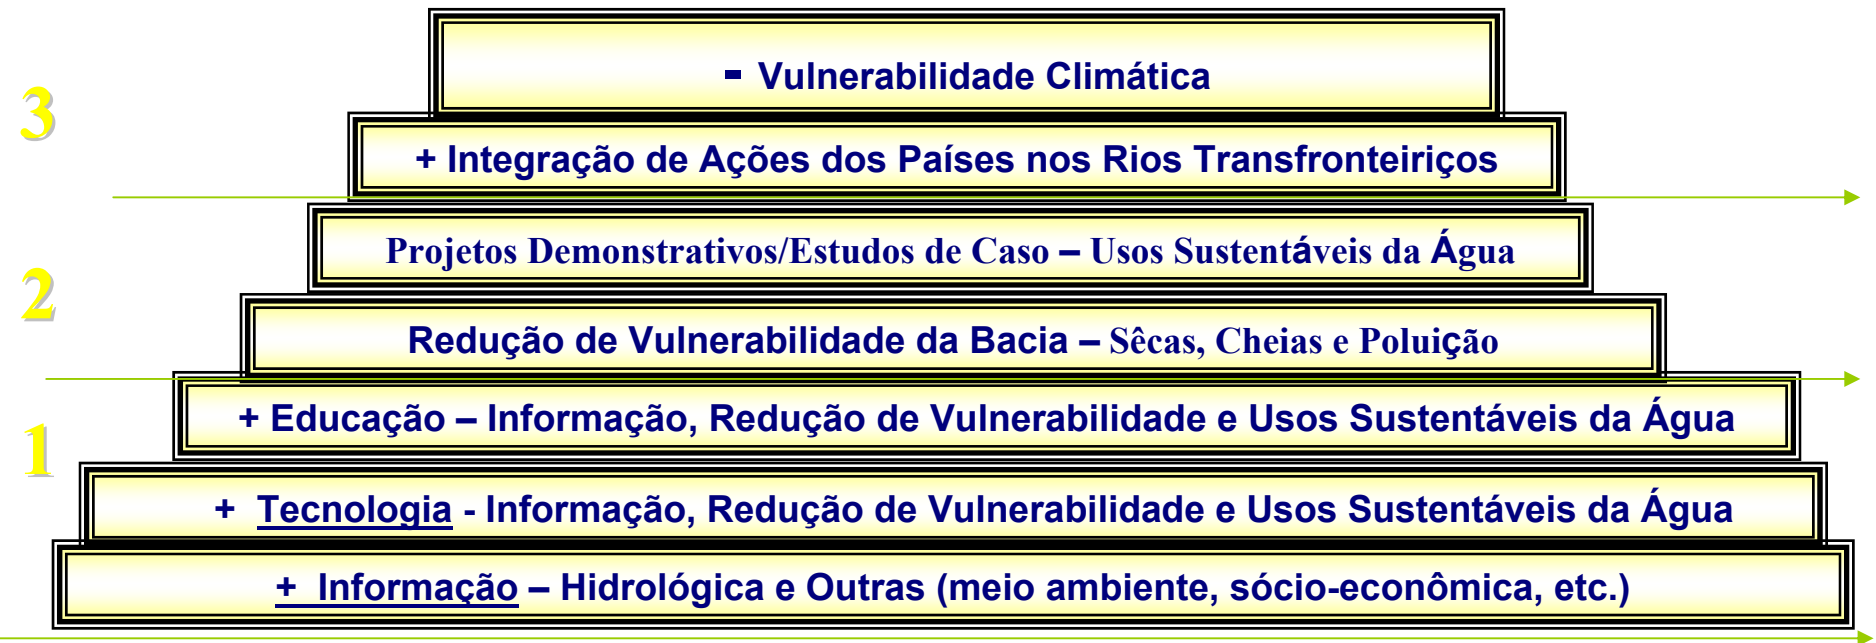 - Vulnerabilidade Climática
3
+ Integração de Ações dos Países nos Rios Transfronteiriços
Projetos Demonstrativos/Estudos de Caso – Usos Sustentáveis da Água
2
Redução de Vulnerabilidade da Bacia – Sêcas, Cheias e Poluição
+ Educação – Informação, Redução de Vulnerabilidade e Usos Sustentáveis da Água
1
+ Tecnologia - Informação, Redução de Vulnerabilidade e Usos Sustentáveis da Água
+ Informação – Hidrológica e Outras (meio ambiente, sócio-econômica, etc.)